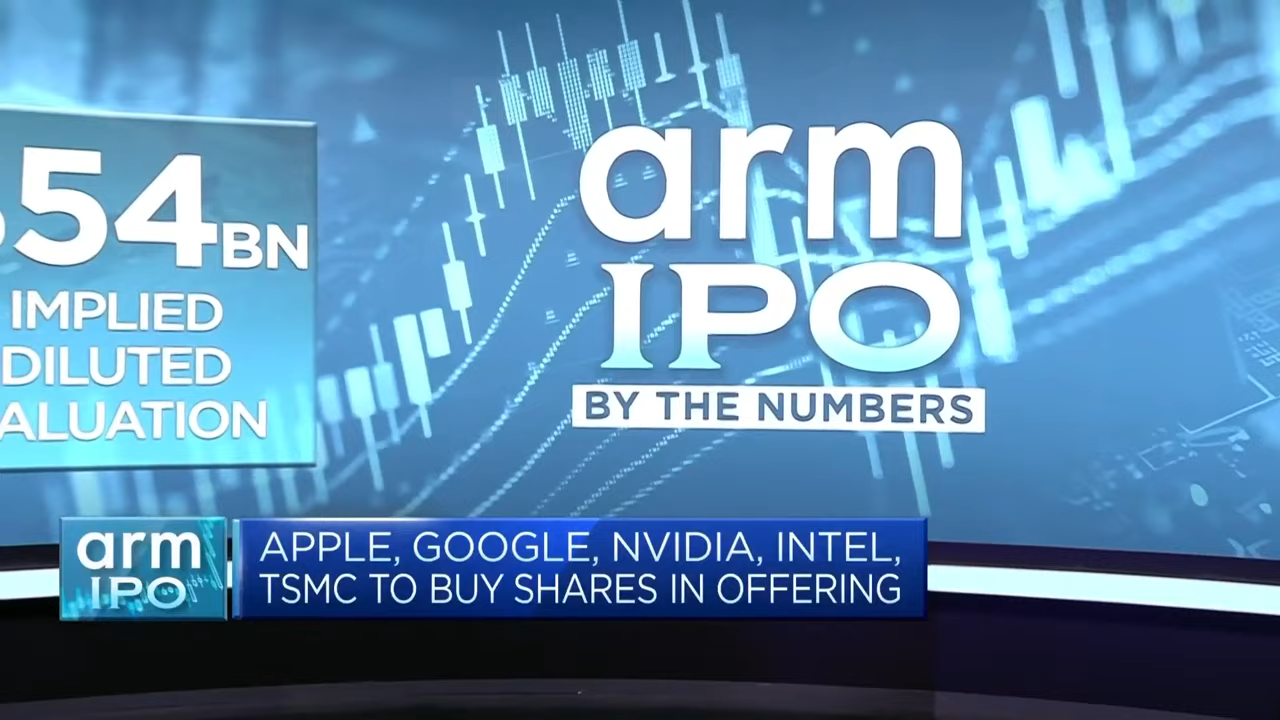 $54BN
IMPLIED
DILUTED
ALUATION
arm
IPO
BY THE NUMBERS
arm
IPO
APPLE, GOOGLE, NVIDIA, INTEL,
TSMC TO BUY SHARES IN OFFERING